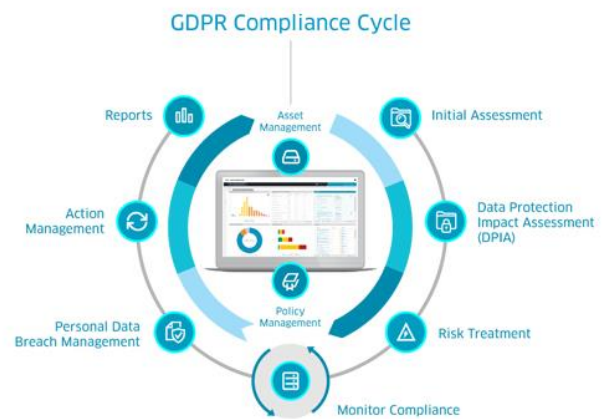 GDPR Compliance Cycle
Asset
Management
Reports
Initial Assessment
Action
Management
Data Protection
Impact Assessment
(DPIA)
Policy
Management
Personal Data
Breach Management
Risk Treatment
Monitor Compliance